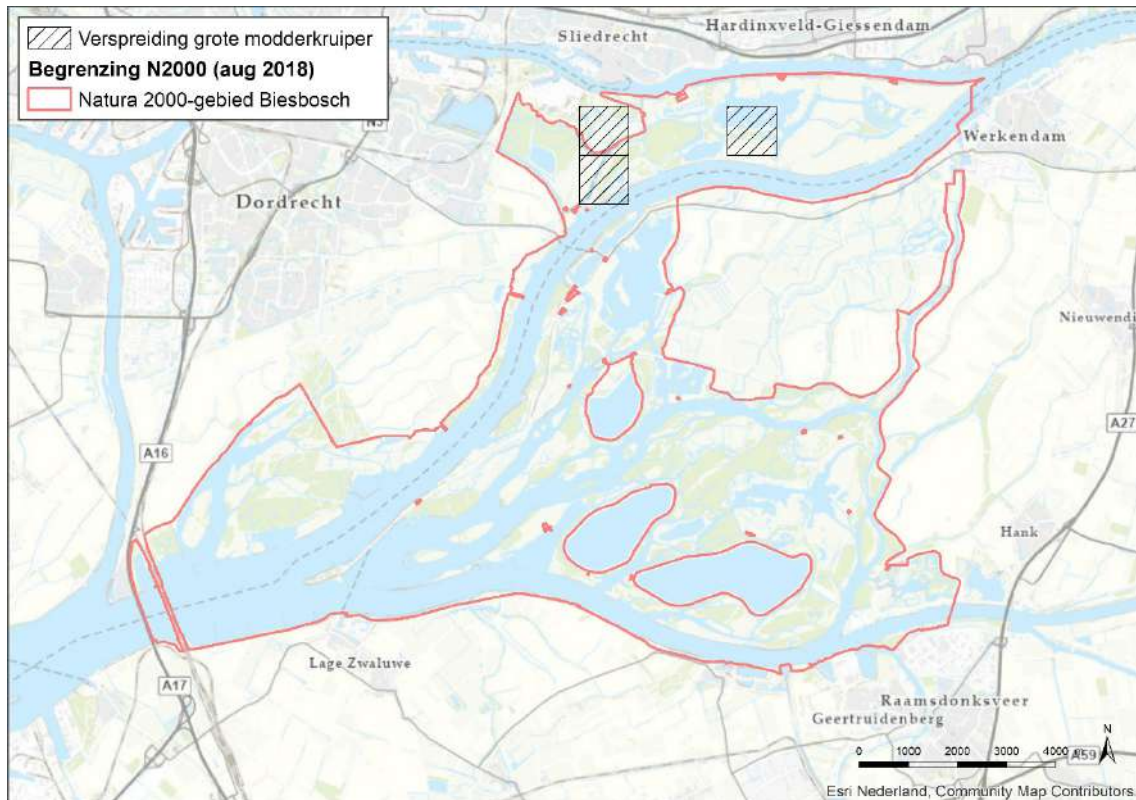 Verspreiding grote modderkruiper
Begrenzing N2000 (aug 2018)
Natura 2000-gebied Biesbosch
Sliedrecht
Hardinxveld-Giessendam
N3
Werkendam
Dordrecht
Nieuwendi
A16
A27
Hank
Lage Zwaluwe
A17
Raamsdonksveer
Geertruidenberg
N
0 1000 2000 3000 4000 m
A59
Esri Nederland, Community Map Contributors